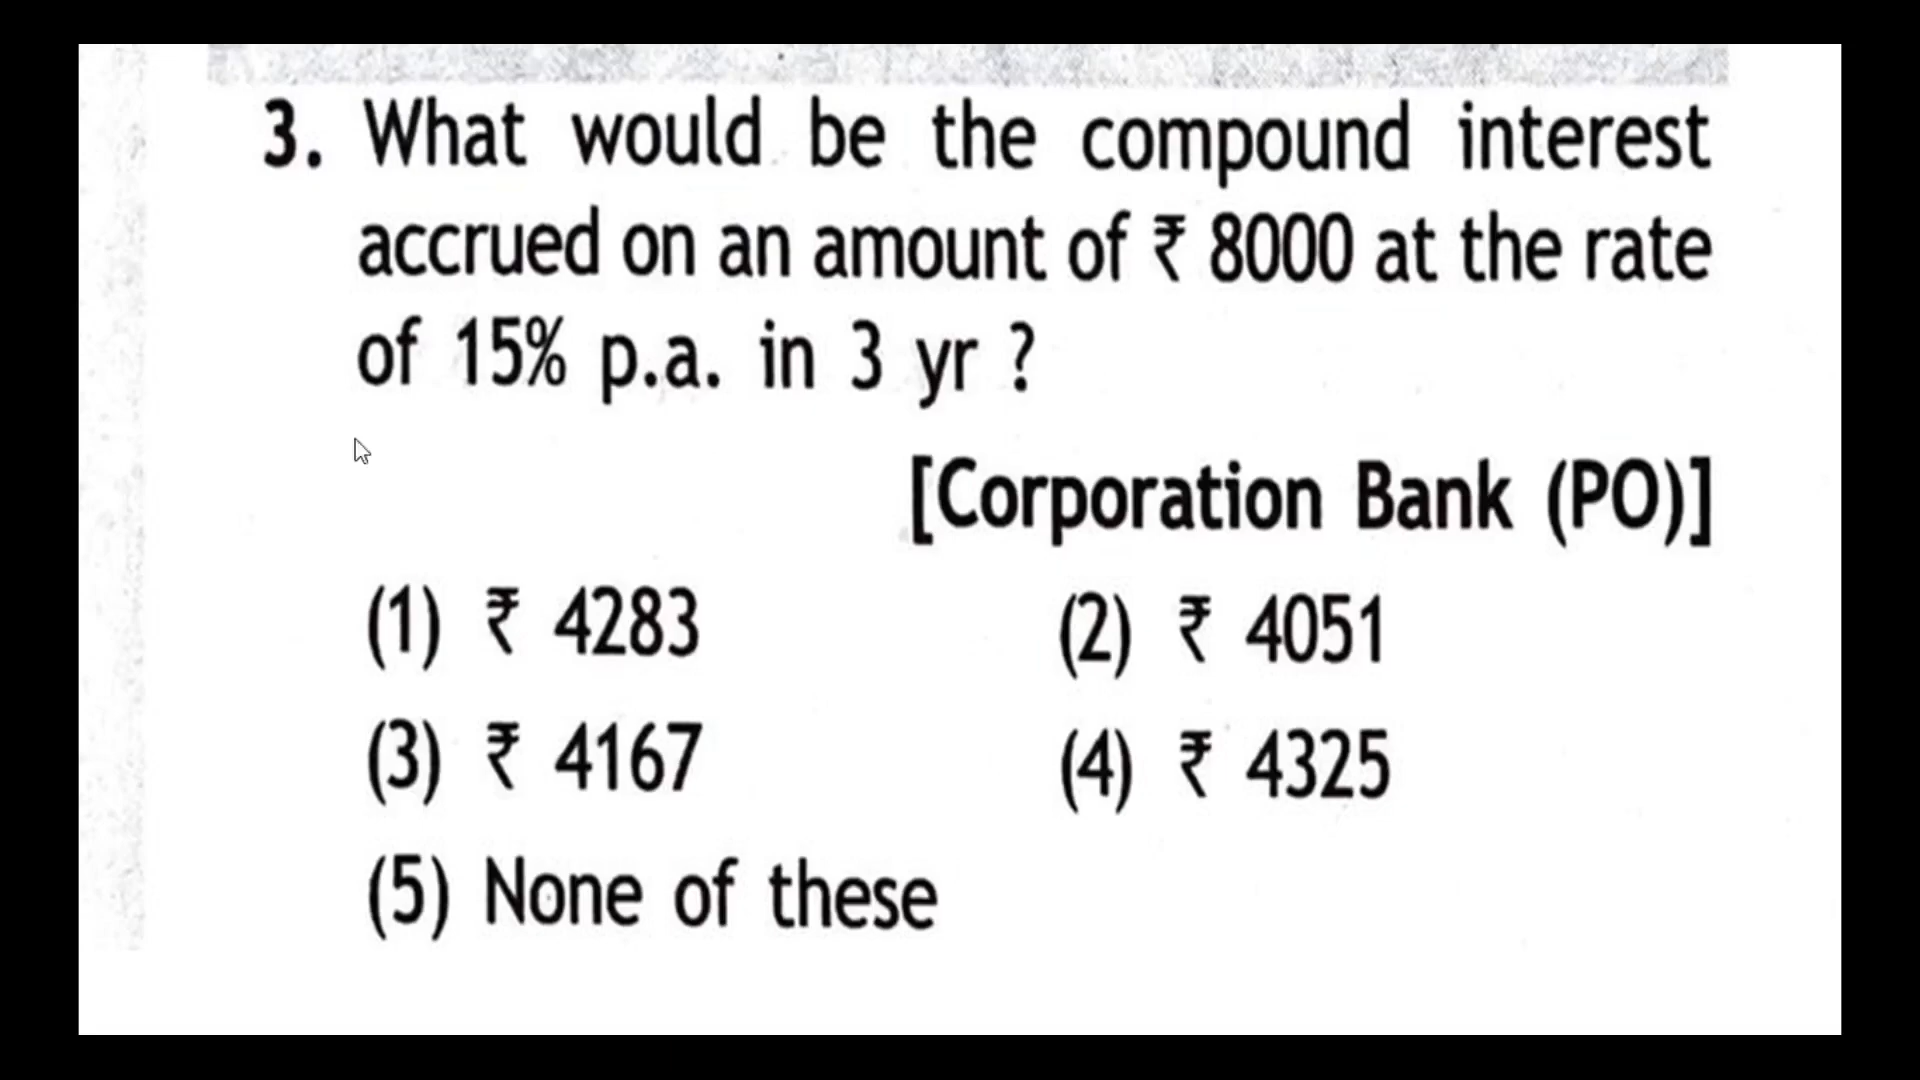 3. What would be the compound interest
accrued on an amount of ₹ 8000 at the rate
of 15% p.a. in 3 yr ?
[Corporation Bank (PO)]
(1) ₹ 4283 (2) ₹ 4051
(3) ₹ 4167 (4) ₹ 4325
(5) None of these